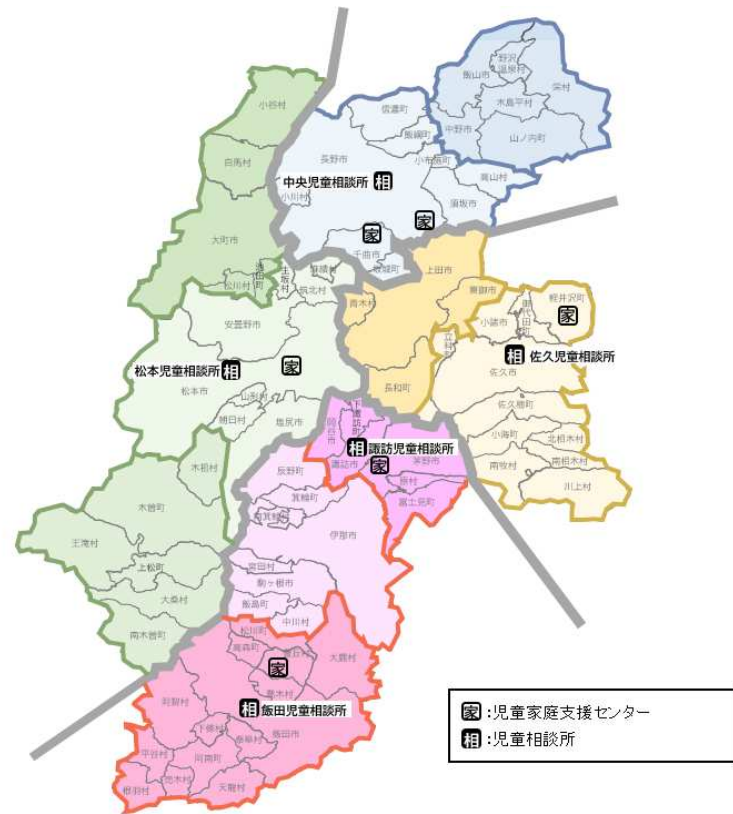 野沢
温泉村
飯山市
栄村
木島平村
中野市
山ノ内町
小谷村
信濃町
飯綱町
白馬村
長野市
小布施町
高山村
中央児童相談所
相
小川村
須坂市
家
家
千曲市
坂城町
大町市
池田町
松川村
生坂村
麻績村
筑北村
上田市
東御市
青木村
軽井沢町
御代田町
小諸市
家
立科町
安曇野市
相
佐久児童相談所
松本児童相談所
相
家
佐久市
長和町
松本市
山形村
朝日村
塩尻市
下諏訪町
岡谷市
佐久穂町
小海町
北相木村
相
諏訪児童相談所
諏訪市
家
茅野市
南牧村
南相木村
川上村
原村
富士見町
木祖村
辰野町
箕輪町
南箕輪村
伊那市
木曽町
王滝村
上松町
宮田村
駒ヶ根市
大桑村
飯島町
中川村
南木曽町
松川町
高森町
豊丘村
大鹿村
家
喬木村
阿智村
相
飯田児童相談所
下條村
泰阜村
飯田市
平谷村
阿南町
売木村
天龍村
根羽村
家:児童家庭支援センター
相:児童相談所